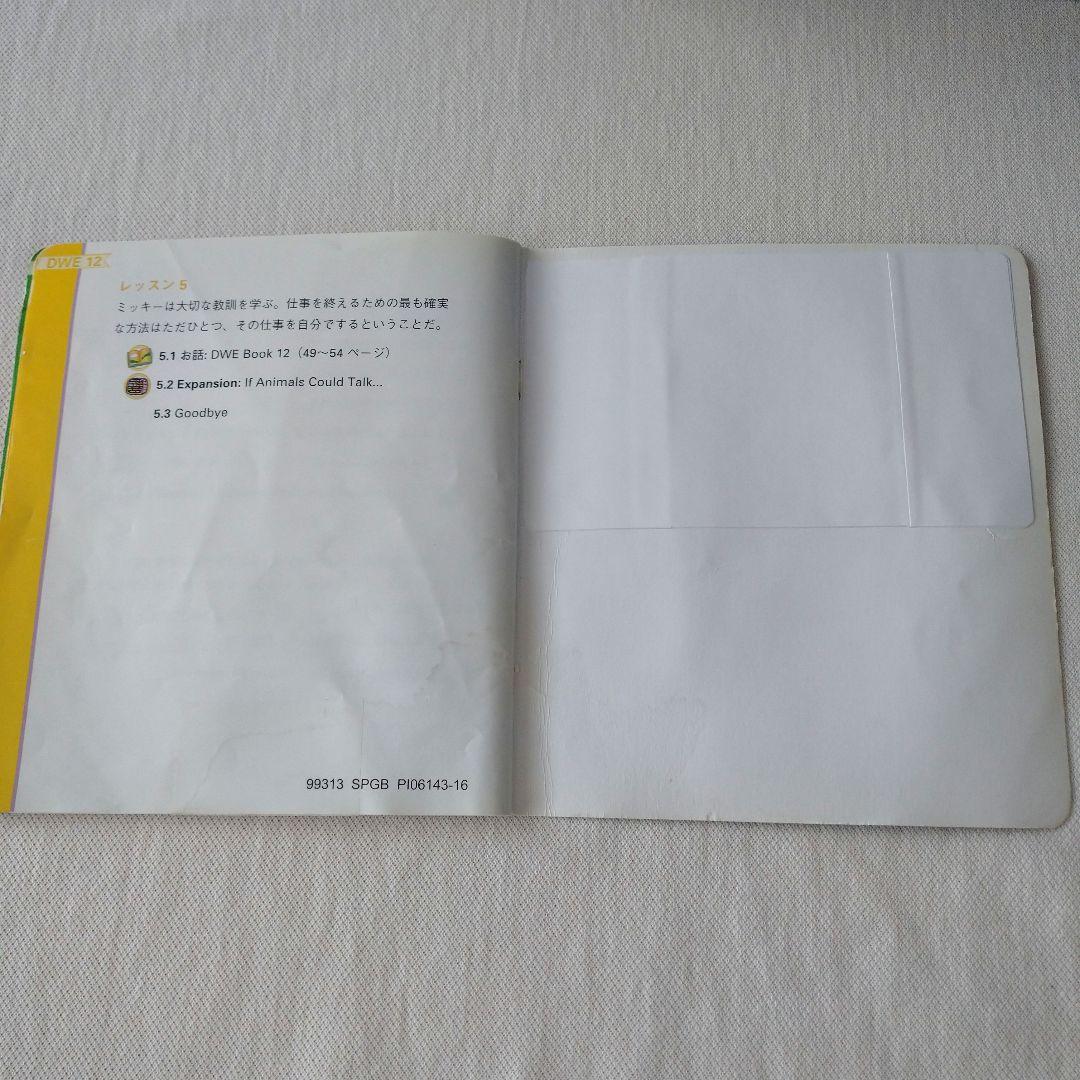 DWE 12
レッスン 5
ミッキーは大切な教訓を学ぶ。仕事を終えるための最も確実
な方法はただひとつ、その仕事を自分でするということだ。
5.1 お話: DWE Book 12（49〜54 ページ）
5.2 Expansion: If Animals Could Talk...
5.3 Goodbye
99313 SPGB PI06143-16